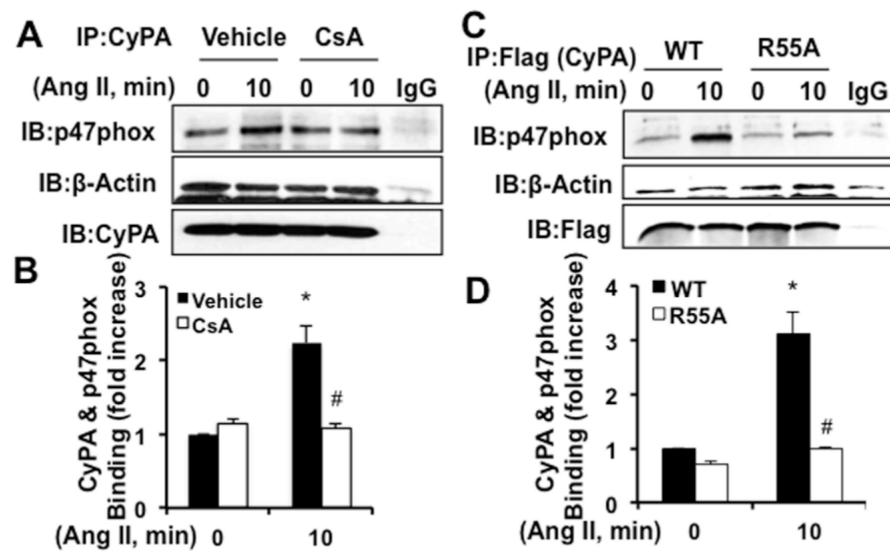 A
IP:CyPA Vehicle CsA
(Ang II, min) 0 10 0 10 IgG
IB:p47phox
IB:β-Actin
IB:CyPA
B
CyPA & p47phox
Binding (fold increase)
3
2
1
0
Vehicle
CsA
*
#
(Ang II, min) 0 10
C
IP:Flag (CyPA) WT R55A
(Ang II, min) 0 10 0 10 IgG
IB:p47phox
IB:β-Actin
IB:Flag
D
CyPA & p47phox
Binding (fold increase)
4
3
2
1
0
WT
R55A
*
#
(Ang II, min) 0 10